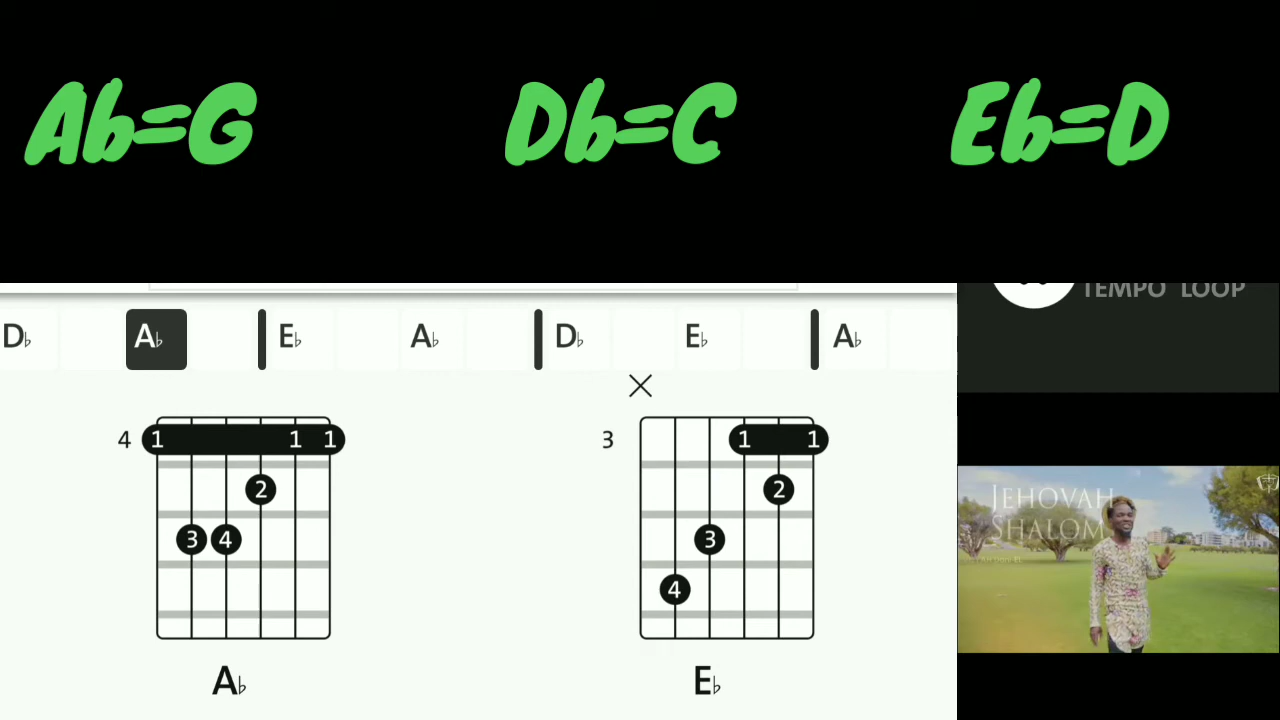 Ab=G Db=C Eb=D
TEMPO LOOP
D♭ A♭ E♭ A♭ D♭ E♭ A♭
4 1 1 1
2
3 4
A♭
3 1 1
2
3
4
E♭
JEHOVAH
SHALOM